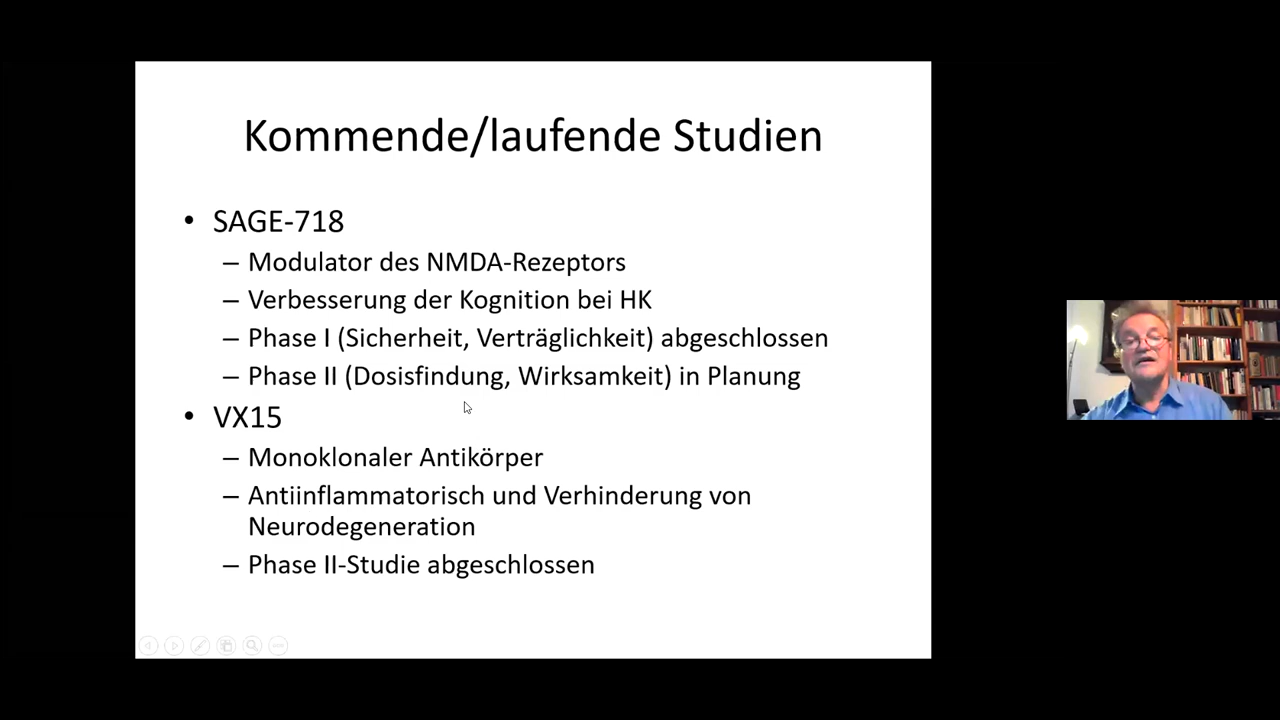 Kommende/laufende Studien
• SAGE-718
– Modulator des NMDA-Rezeptors
– Verbesserung der Kognition bei HK
– Phase I (Sicherheit, Verträglichkeit) abgeschlossen
– Phase II (Dosisfindung, Wirksamkeit) in Planung
• VX15
– Monoklonaler Antikörper
– Antiinflammatorisch und Verhinderung von
Neurodegeneration
– Phase II-Studie abgeschlossen